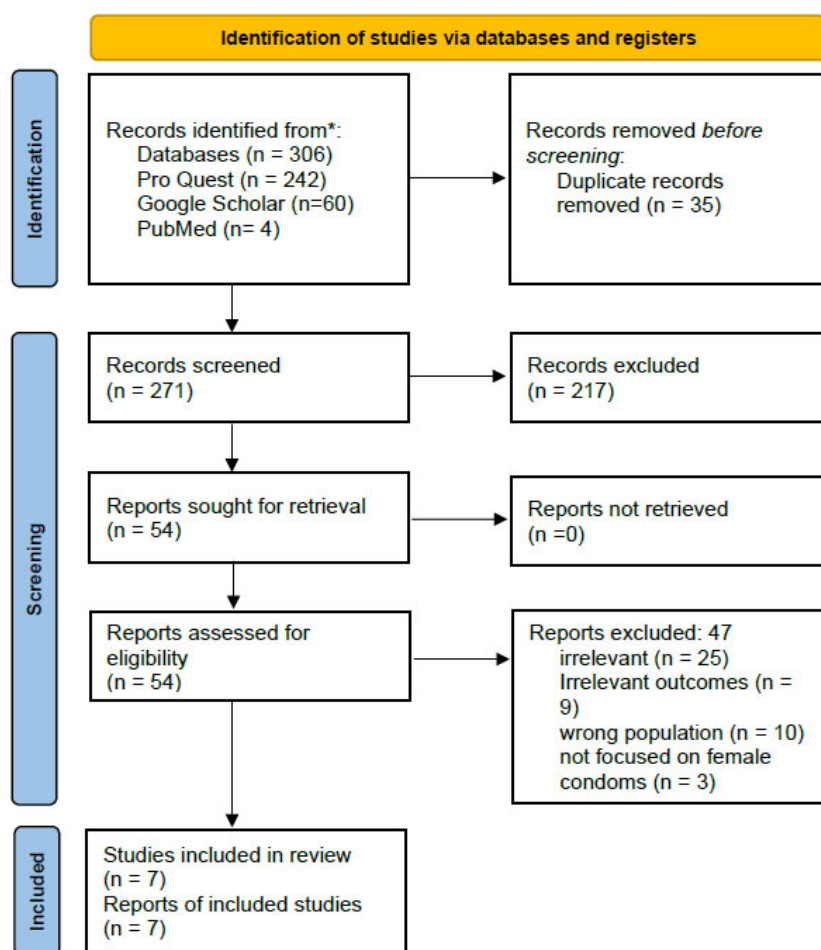 Identification of studies via databases and registers
Identification
Records identified from*:
Databases (n = 306)
Pro Quest (n = 242)
Google Scholar (n=60)
PubMed (n= 4)
Records removed before
screening:
Duplicate records
removed (n = 35)
Screening
Records screened
(n = 271)
Records excluded
(n = 217)
Reports sought for retrieval
(n = 54)
Reports not retrieved
(n =0)
Reports assessed for
eligibility
(n = 54)
Reports excluded: 47
irrelevant (n = 25)
Irrelevant outcomes (n =
9)
wrong population (n = 10)
not focused on female
condoms (n = 3)
Included
Studies included in review
(n = 7)
Reports of included studies
(n = 7)